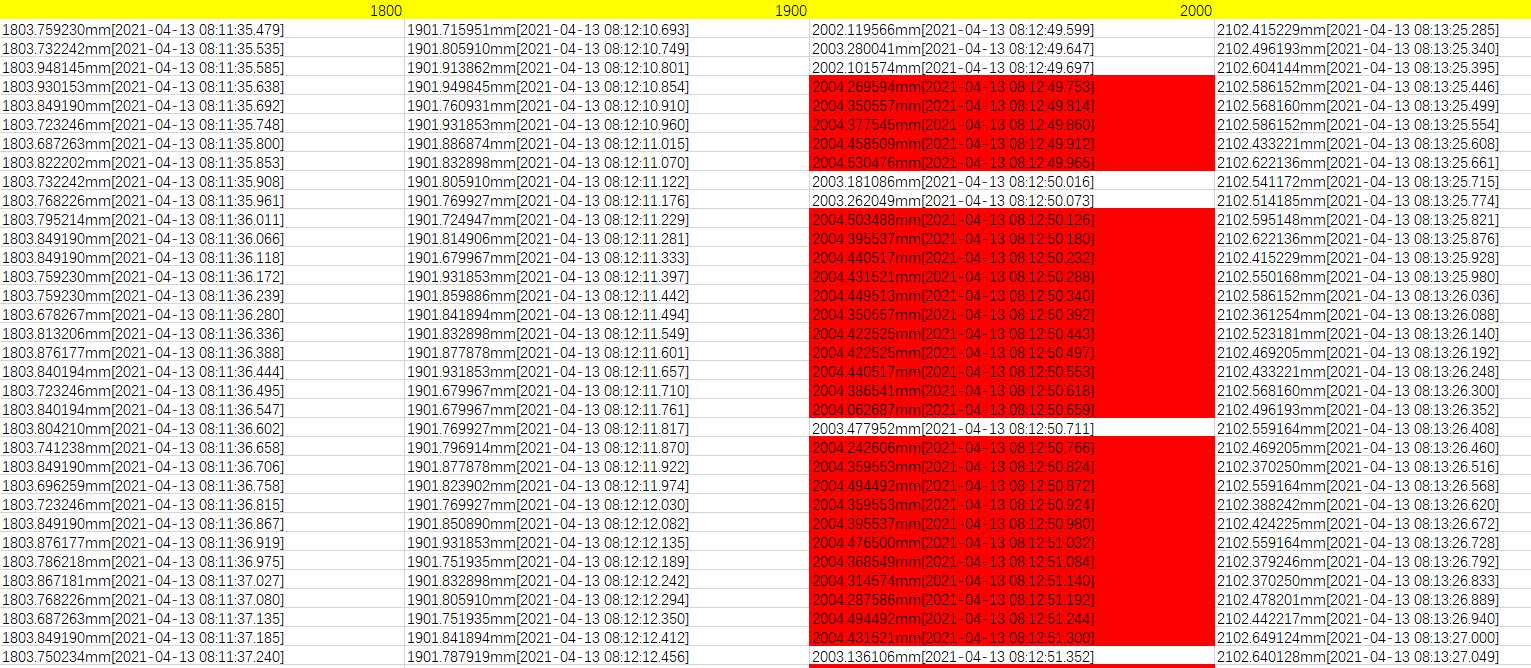 1800 1900 2000
1803.759230mm[2021-04-13 08:11:35.479] 1901.715951mm[2021-04-13 08:12:10.693] 2002.119566mm[2021-04-13 08:12:49.599] 2102.415229mm[2021-04-13 08:13:25.285]
1803.732242mm[2021-04-13 08:11:35.535] 1901.805910mm[2021-04-13 08:12:10.749] 2003.280041mm[2021-04-13 08:12:49.647] 2102.496193mm[2021-04-13 08:13:25.340]
1803.948145mm[2021-04-13 08:11:35.585] 1901.913862mm[2021-04-13 08:12:10.801] 2002.101574mm[2021-04-13 08:12:49.697] 2102.604144mm[2021-04-13 08:13:25.395]
1803.930153mm[2021-04-13 08:11:35.638] 1901.949845mm[2021-04-13 08:12:10.854] 2004.269594mm[2021-04-13 08:12:49.753] 2102.586152mm[2021-04-13 08:13:25.446]
1803.849190mm[2021-04-13 08:11:35.692] 1901.760931mm[2021-04-13 08:12:10.910] 2004.350557mm[2021-04-13 08:12:49.814] 2102.568160mm[2021-04-13 08:13:25.499]
1803.723246mm[2021-04-13 08:11:35.748] 1901.931853mm[2021-04-13 08:12:10.960] 2004.377545mm[2021-04-13 08:12:49.860] 2102.586152mm[2021-04-13 08:13:25.554]
1803.687263mm[2021-04-13 08:11:35.800] 1901.886874mm[2021-04-13 08:12:11.015] 2004.458509mm[2021-04-13 08:12:49.912] 2102.433221mm[2021-04-13 08:13:25.608]
1803.822202mm[2021-04-13 08:11:35.853] 1901.832898mm[2021-04-13 08:12:11.070] 2004.530476mm[2021-04-13 08:12:49.965] 2102.622136mm[2021-04-13 08:13:25.661]
1803.732242mm[2021-04-13 08:11:35.908] 1901.805910mm[2021-04-13 08:12:11.122] 2003.181086mm[2021-04-13 08:12:50.016] 2102.541172mm[2021-04-13 08:13:25.715]
1803.768226mm[2021-04-13 08:11:35.961] 1901.769927mm[2021-04-13 08:12:11.176] 2003.262049mm[2021-04-13 08:12:50.073] 2102.514185mm[2021-04-13 08:13:25.774]
1803.795214mm[2021-04-13 08:11:36.011] 1901.724947mm[2021-04-13 08:12:11.229] 2004.503488mm[2021-04-13 08:12:50.126] 2102.595148mm[2021-04-13 08:13:25.821]
1803.849190mm[2021-04-13 08:11:36.066] 1901.814906mm[2021-04-13 08:12:11.281] 2004.395537mm[2021-04-13 08:12:50.180] 2102.622136mm[2021-04-13 08:13:25.876]
1803.849190mm[2021-04-13 08:11:36.118] 1901.679967mm[2021-04-13 08:12:11.333] 2004.440517mm[2021-04-13 08:12:50.232] 2102.415229mm[2021-04-13 08:13:25.928]
1803.759230mm[2021-04-13 08:11:36.172] 1901.931853mm[2021-04-13 08:12:11.397] 2004.431521mm[2021-04-13 08:12:50.288] 2102.550168mm[2021-04-13 08:13:25.980]
1803.759230mm[2021-04-13 08:11:36.239] 1901.859886mm[2021-04-13 08:12:11.442] 2004.449513mm[2021-04-13 08:12:50.340] 2102.586152mm[2021-04-13 08:13:26.036]
1803.678267mm[2021-04-13 08:11:36.280] 1901.841894mm[2021-04-13 08:12:11.494] 2004.350557mm[2021-04-13 08:12:50.392] 2102.361254mm[2021-04-13 08:13:26.088]
1803.813206mm[2021-04-13 08:11:36.336] 1901.832898mm[2021-04-13 08:12:11.549] 2004.422525mm[2021-04-13 08:12:50.443] 2102.523181mm[2021-04-13 08:13:26.140]
1803.876177mm[2021-04-13 08:11:36.388] 1901.877878mm[2021-04-13 08:12:11.601] 2004.422525mm[2021-04-13 08:12:50.497] 2102.469205mm[2021-04-13 08:13:26.192]
1803.840194mm[2021-04-13 08:11:36.444] 1901.931853mm[2021-04-13 08:12:11.657] 2004.440517mm[2021-04-13 08:12:50.553] 2102.433221mm[2021-04-13 08:13:26.248]
1803.723246mm[2021-04-13 08:11:36.495] 1901.679967mm[2021-04-13 08:12:11.710] 2004.386541mm[2021-04-13 08:12:50.618] 2102.568160mm[2021-04-13 08:13:26.300]
1803.840194mm[2021-04-13 08:11:36.547] 1901.679967mm[2021-04-13 08:12:11.761] 2004.062687mm[2021-04-13 08:12:50.659] 2102.496193mm[2021-04-13 08:13:26.352]
1803.804210mm[2021-04-13 08:11:36.602] 1901.769927mm[2021-04-13 08:12:11.817] 2003.477952mm[2021-04-13 08:12:50.711] 2102.559164mm[2021-04-13 08:13:26.408]
1803.741238mm[2021-04-13 08:11:36.658] 1901.796914mm[2021-04-13 08:12:11.870] 2004.242606mm[2021-04-13 08:12:50.766] 2102.469205mm[2021-04-13 08:13:26.460]
1803.849190mm[2021-04-13 08:11:36.706] 1901.877878mm[2021-04-13 08:12:11.922] 2004.359553mm[2021-04-13 08:12:50.824] 2102.370250mm[2021-04-13 08:13:26.516]
1803.696259mm[2021-04-13 08:11:36.758] 1901.823902mm[2021-04-13 08:12:11.974] 2004.494492mm[2021-04-13 08:12:50.872] 2102.559164mm[2021-04-13 08:13:26.568]
1803.723246mm[2021-04-13 08:11:36.815] 1901.769927mm[2021-04-13 08:12:12.030] 2004.359553mm[2021-04-13 08:12:50.924] 2102.388242mm[2021-04-13 08:13:26.620]
1803.849190mm[2021-04-13 08:11:36.867] 1901.850890mm[2021-04-13 08:12:12.082] 2004.395537mm[2021-04-13 08:12:50.980] 2102.424225mm[2021-04-13 08:13:26.672]
1803.876177mm[2021-04-13 08:11:36.919] 1901.931853mm[2021-04-13 08:12:12.135] 2004.476500mm[2021-04-13 08:12:51.032] 2102.559164mm[2021-04-13 08:13:26.728]
1803.786218mm[2021-04-13 08:11:36.975] 1901.751935mm[2021-04-13 08:12:12.189] 2004.368549mm[2021-04-13 08:12:51.084] 2102.379246mm[2021-04-13 08:13:26.792]
1803.867181mm[2021-04-13 08:11:37.027] 1901.832898mm[2021-04-13 08:12:12.242] 2004.314574mm[2021-04-13 08:12:51.140] 2102.370250mm[2021-04-13 08:13:26.833]
1803.768226mm[2021-04-13 08:11:37.080] 1901.805910mm[2021-04-13 08:12:12.294] 2004.287586mm[2021-04-13 08:12:51.192] 2102.478201mm[2021-04-13 08:13:26.889]
1803.687263mm[2021-04-13 08:11:37.135] 1901.751935mm[2021-04-13 08:12:12.350] 2004.494492mm[2021-04-13 08:12:51.244] 2102.442217mm[2021-04-13 08:13:26.940]
1803.849190mm[2021-04-13 08:11:37.185] 1901.841894mm[2021-04-13 08:12:12.412] 2004.431521mm[2021-04-13 08:12:51.300] 2102.649124mm[2021-04-13 08:13:27.000]
1803.750234mm[2021-04-13 08:11:37.240] 1901.787919mm[2021-04-13 08:12:12.456] 2003.136106mm[2021-04-13 08:12:51.352] 2102.640128mm[2021-04-13 08:13:27.049]